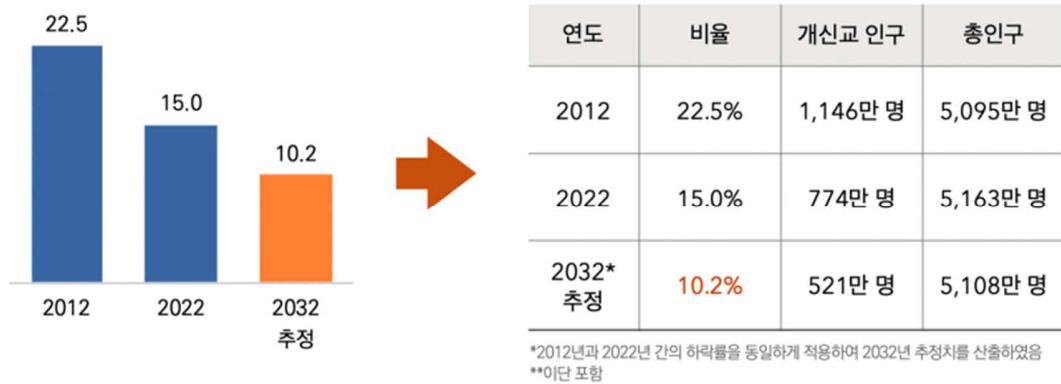 22.5
15.0
10.2
2012
2022
2032
추정
연도 비율 개신교 인구 총인구
2012 22.5% 1,146만 명 5,095만 명
2022 15.0% 774만 명 5,163만 명
2032*
추정 10.2% 521만 명 5,108만 명
*2012년과 2022년 간의 하락률을 동일하게 적용하여 2032년 추정치를 산출하였음
**이단 포함